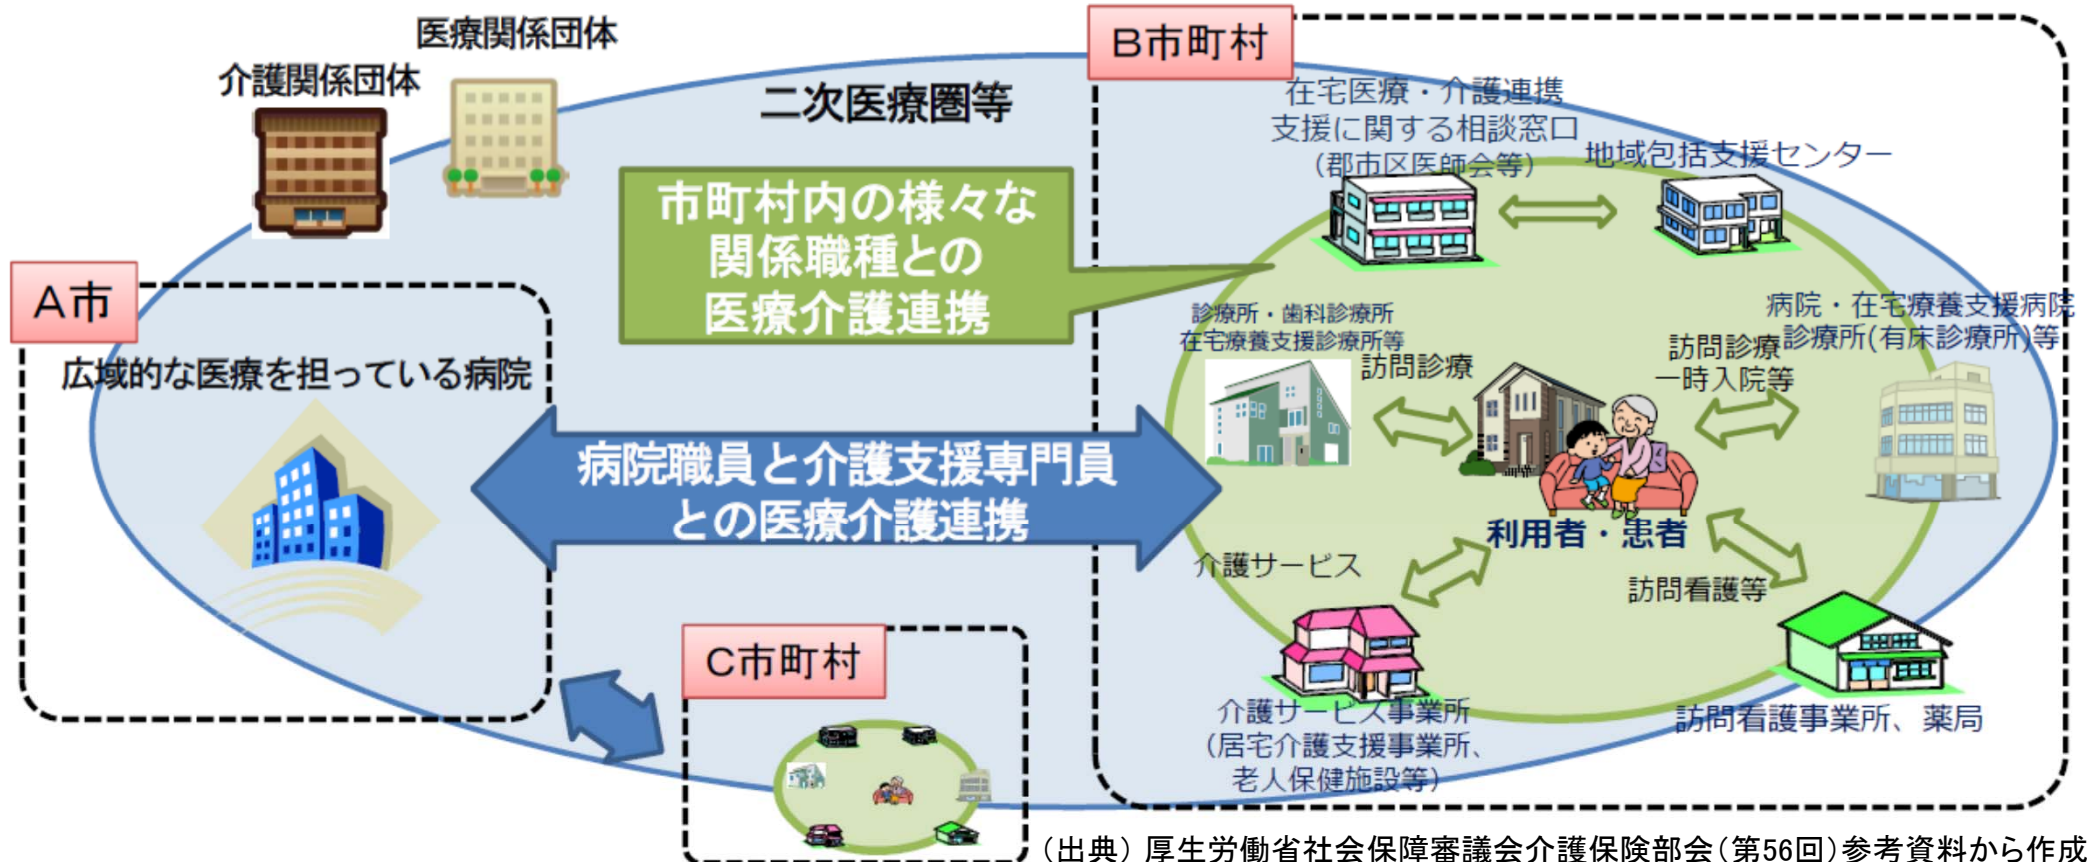 医療関係団体
介護関係団体
二次医療圏等
B市町村
在宅医療・介護連携
支援に関する相談窓口
（郡市区医師会等）
地域包括支援センター
市町村内の様々な
関係職種との
医療介護連携
A市
広域的な医療を担っている病院
診療所・歯科診療所
在宅療養支援診療所等
訪問診療
訪問診療
一時入院等
病院・在宅療養支援病院
診療所(有床診療所)等
病院職員と介護支援専門員
との医療介護連携
利用者・患者
介護サービス
訪問看護等
C市町村
介護サービス事業所
（居宅介護支援事業所、
老人保健施設等）
訪問看護事業所、薬局
（出典）厚生労働省社会保障審議会介護保険部会（第56回）参考資料から作成